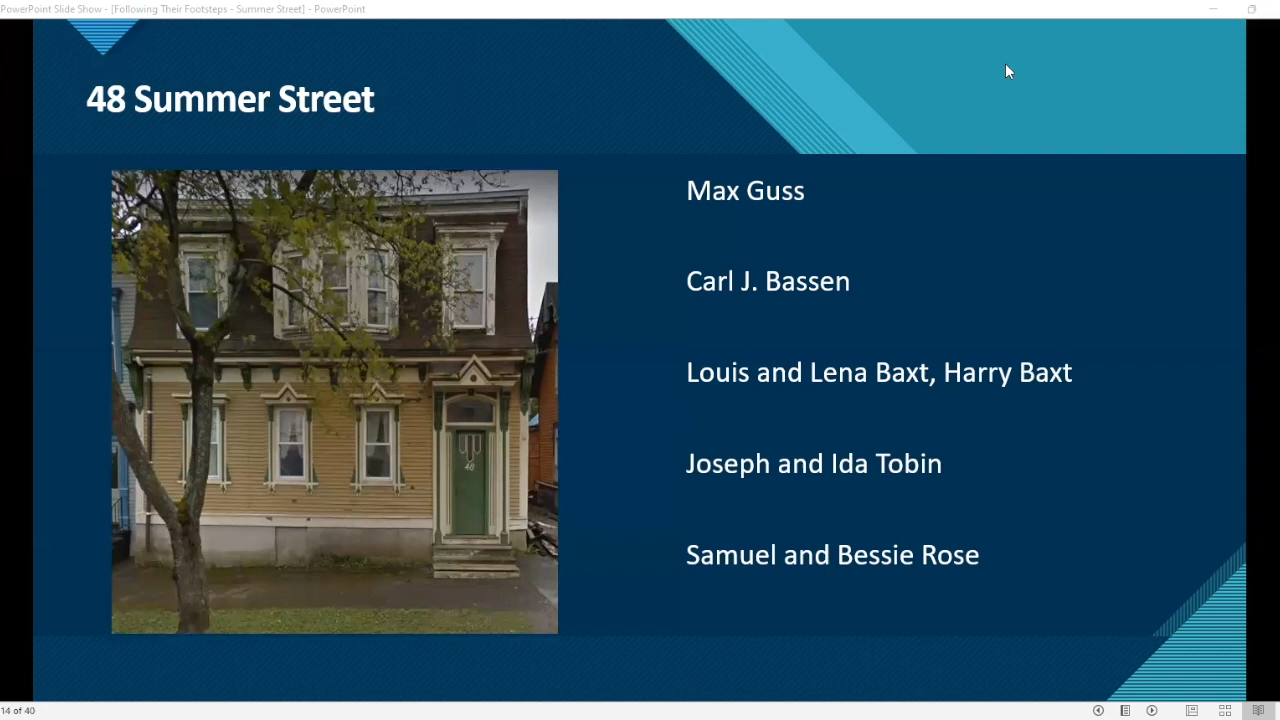 PowerPoint Slide Show - [Following Their Footsteps - Summer Street] - PowerPoint
48 Summer Street
Max Guss
Carl J. Bassen
Louis and Lena Baxt, Harry Baxt
Joseph and Ida Tobin
Samuel and Bessie Rose
48
14 of 40